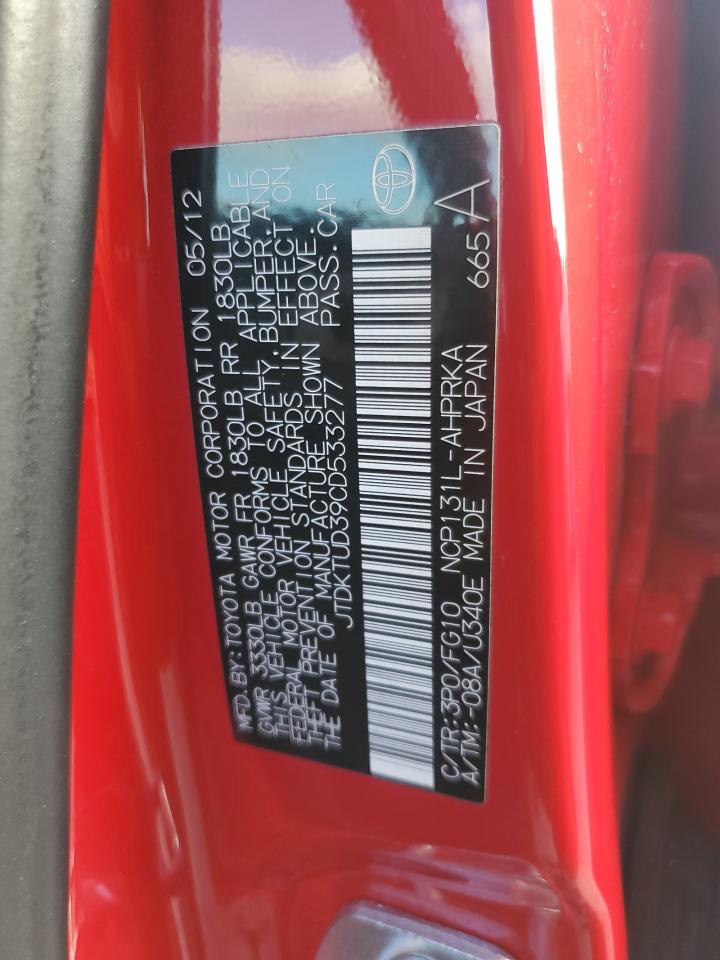 MFD.BY:TOYOTA MOTOR CORPORATION 05/12
GVWR 3330LB GAWR FR 1830LB RR 1830LB
THIS VEHICLE CONFORMS TO ALL APPLICABLE
FEDERAL MOTOR VEHICLE SAFETY, BUMPER, AND
THEFT PREVENTION STANDARDS IN EFFECT ON
THE DATE OF MANUFACTURE SHOWN ABOVE.
JTDKTUD39CD533277 PASS.CAR
C/TR:3P0/FG10 NCP131L-AHPRKA
A/TM:-08A/U340E MADE IN JAPAN 665 A